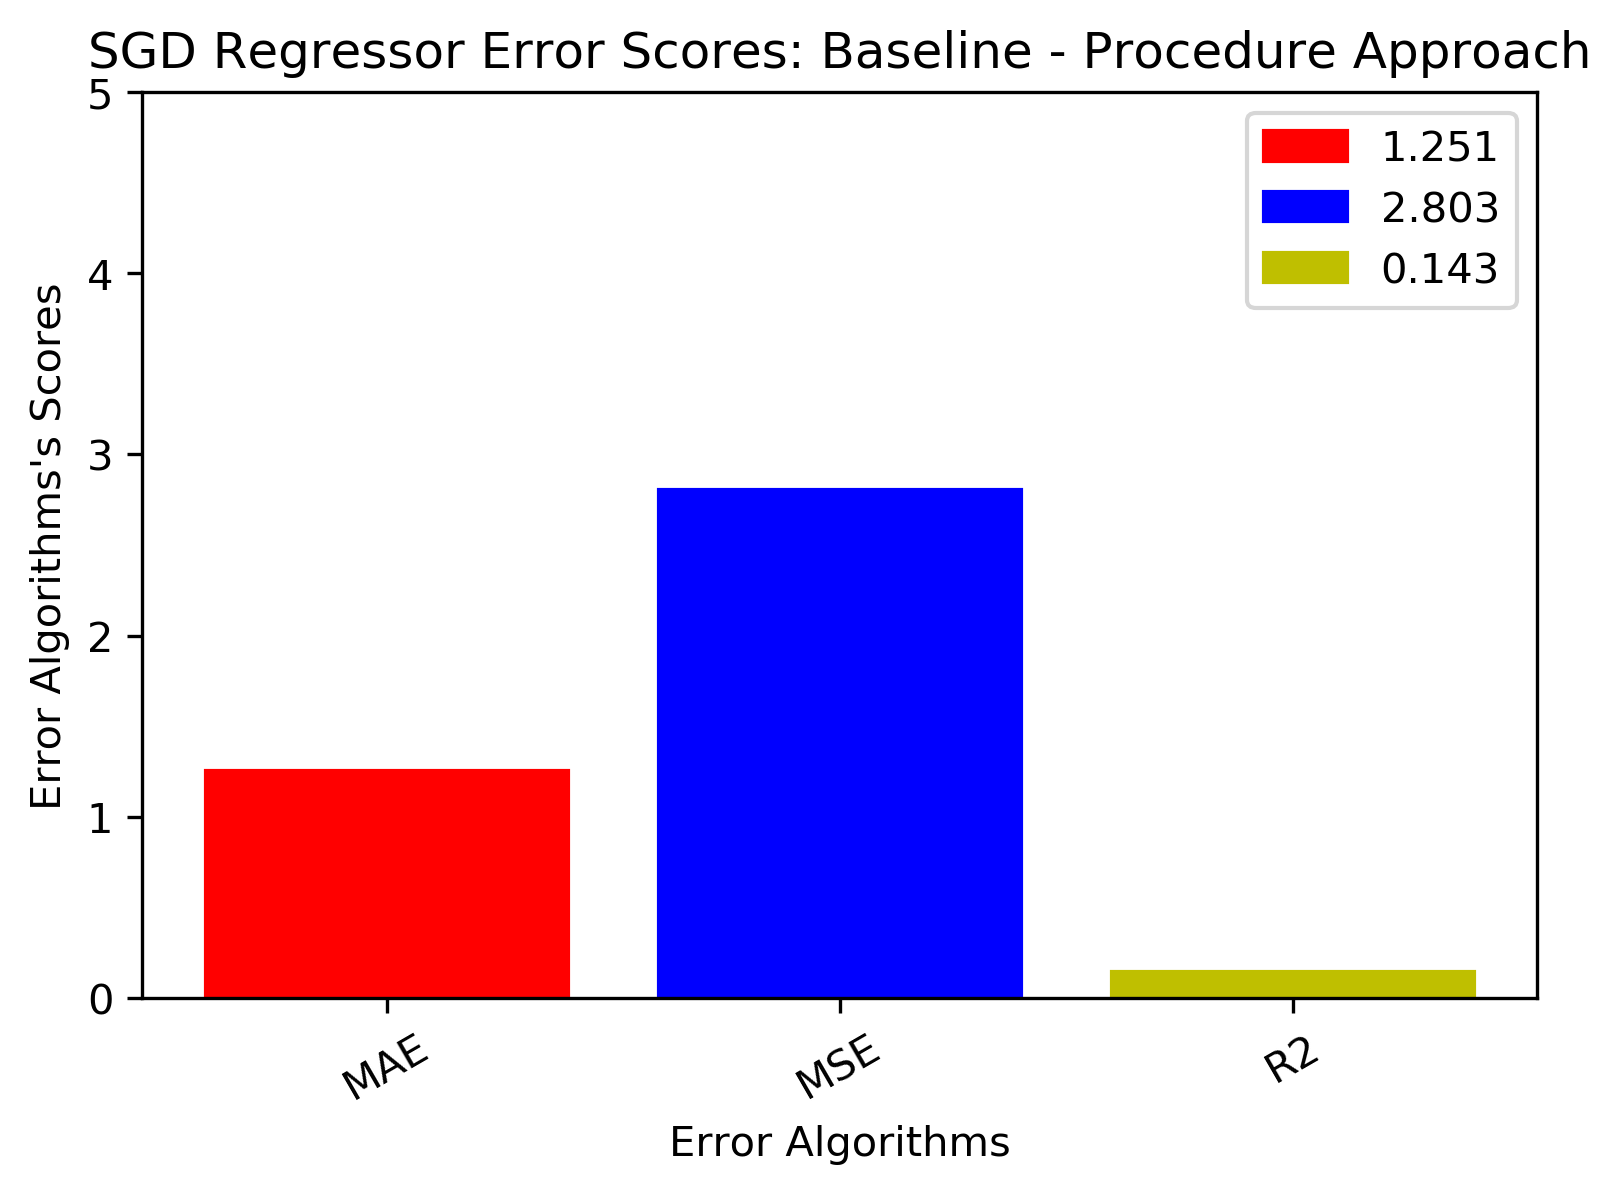 SGD Regressor Error Scores: Baseline - Procedure Approach
5
4
3
2
1
0
Error Algorithms's Scores
1.251
2.803
0.143
MAE
MSE
R2
Error Algorithms